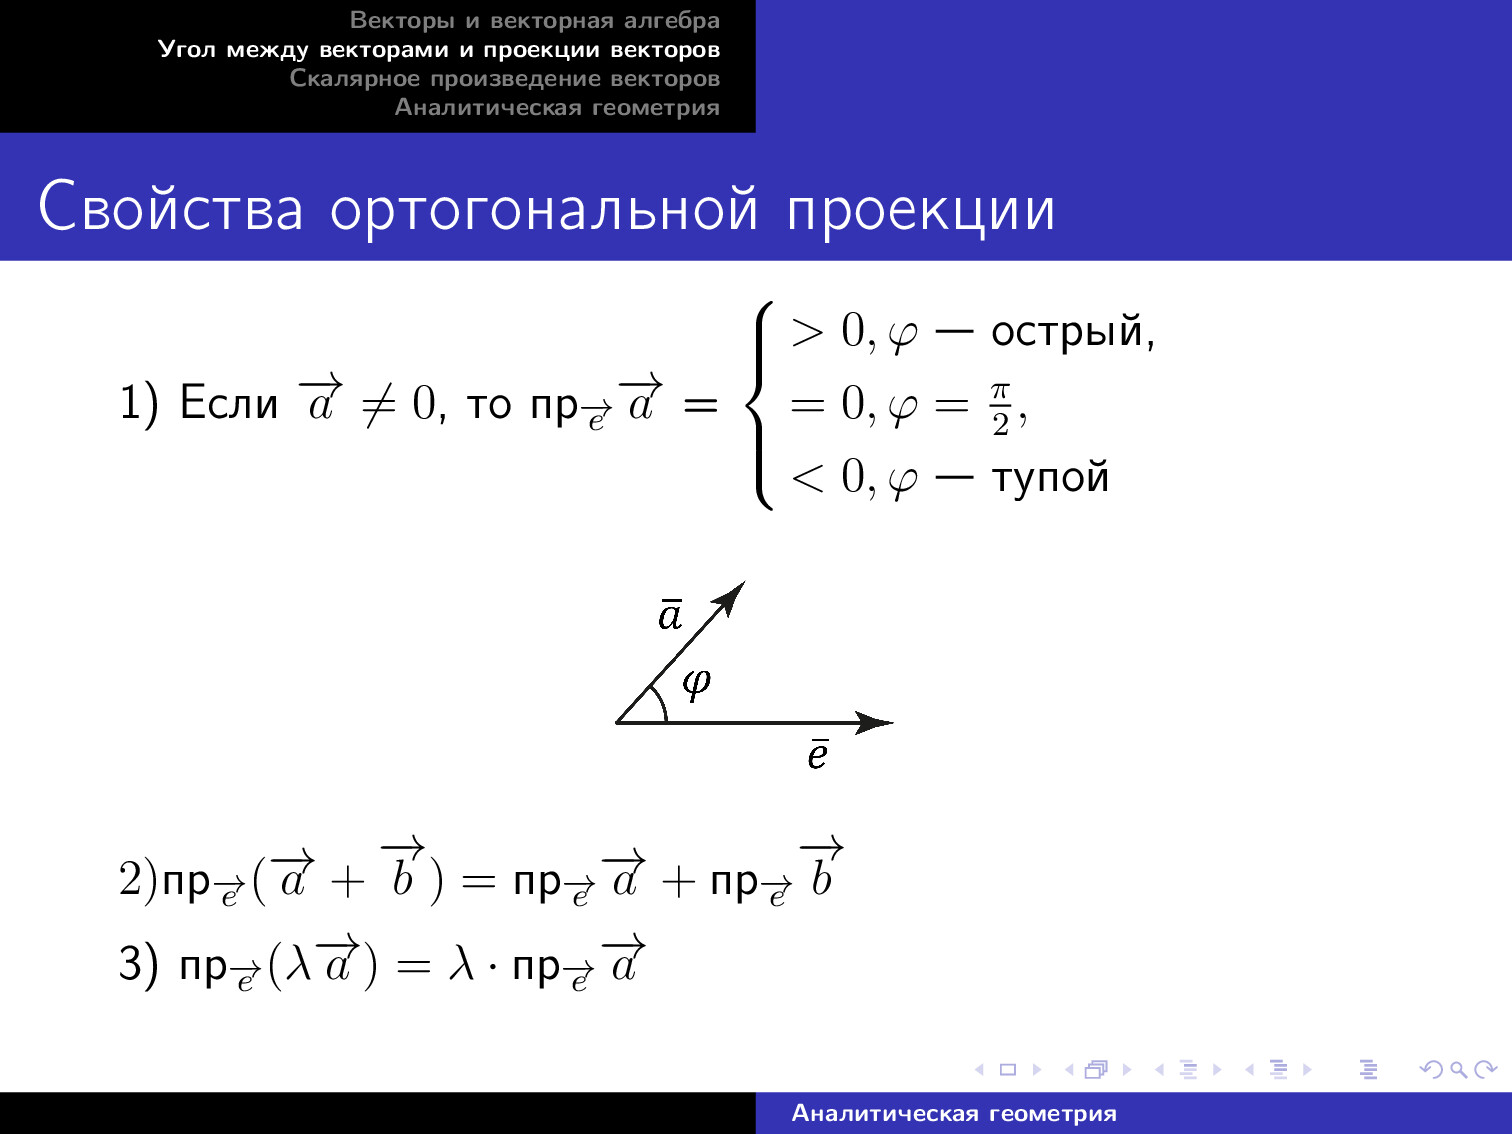 Векторы и векторная алгебра
Угол между векторами и проекции векторов
Скалярное произведение векторов
Аналитическая геометрия
Свойства ортогональной проекции
1) Если $\overrightarrow{a} \neq 0$, то пр$_{\overrightarrow{e}} \overrightarrow{a}$ = $\begin{cases} > 0, \varphi \text{ — острый,} \\ = 0, \varphi = \frac{\pi}{2}, \\ < 0, \varphi \text{ — тупой} \end{cases}$
$\bar{a}$
$\varphi$
$\bar{e}$
2)пр$_{\overrightarrow{e}}(\overrightarrow{a} + \overrightarrow{b}) = $ пр$_{\overrightarrow{e}} \overrightarrow{a} + $ пр$_{\overrightarrow{e}} \overrightarrow{b}$
3) пр$_{\overrightarrow{e}}(\lambda \overrightarrow{a}) = \lambda \cdot $ пр$_{\overrightarrow{e}} \overrightarrow{a}$
Аналитическая геометрия